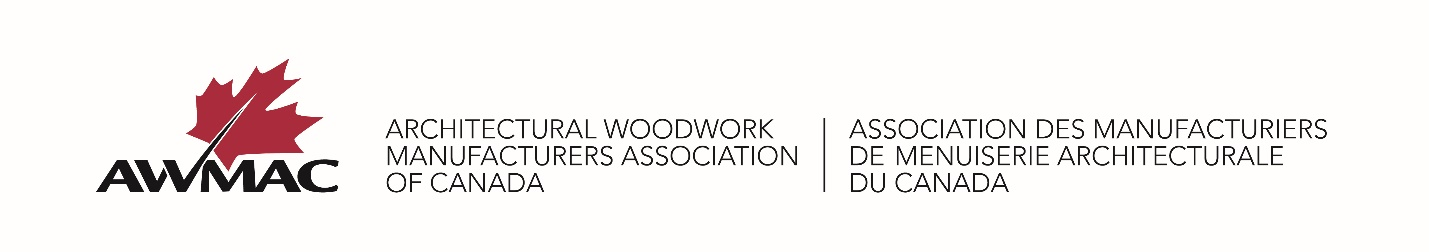 AWMAC
ARCHITECTURAL WOODWORK
MANUFACTURERS ASSOCIATION
OF CANADA
ASSOCIATION DES MANUFACTURIERS
DE MENUISERIE ARCHITECTURALE
DU CANADA